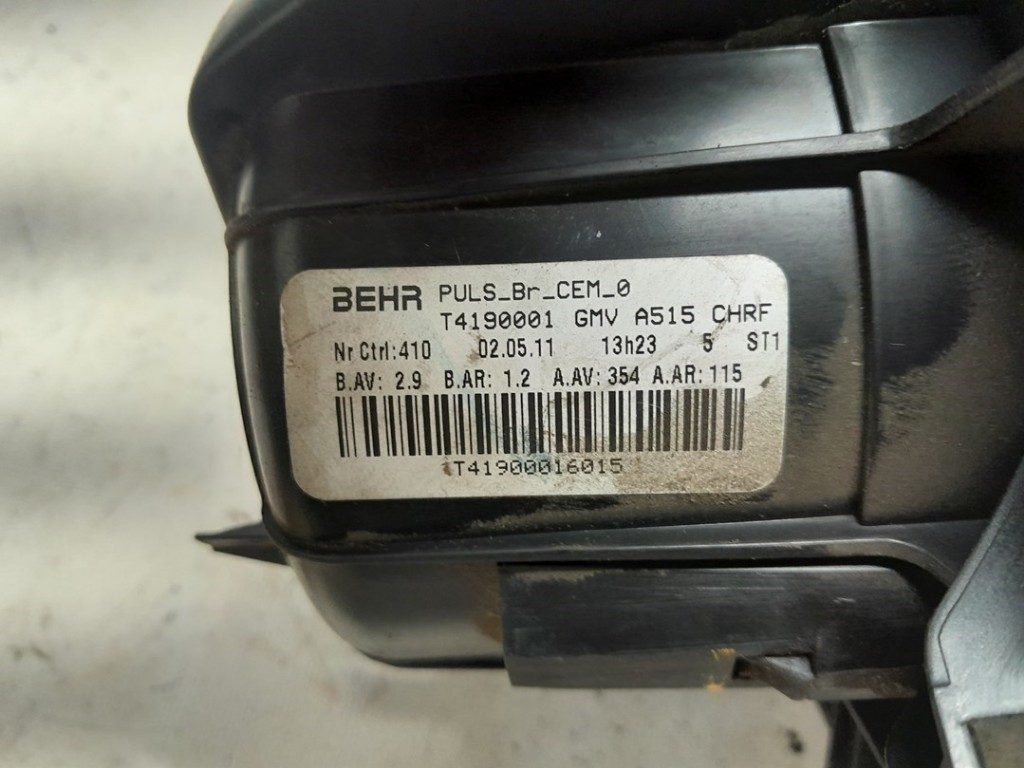 BEHR PULS_Br_CEM_0
T4190001 GMV A515 CHRF
Nr Ctrl:410 02.05.11 13h23 5 ST1
B.AV: 2.9 B.AR: 1.2 A.AV: 354 A.AR: 115
T41900016015